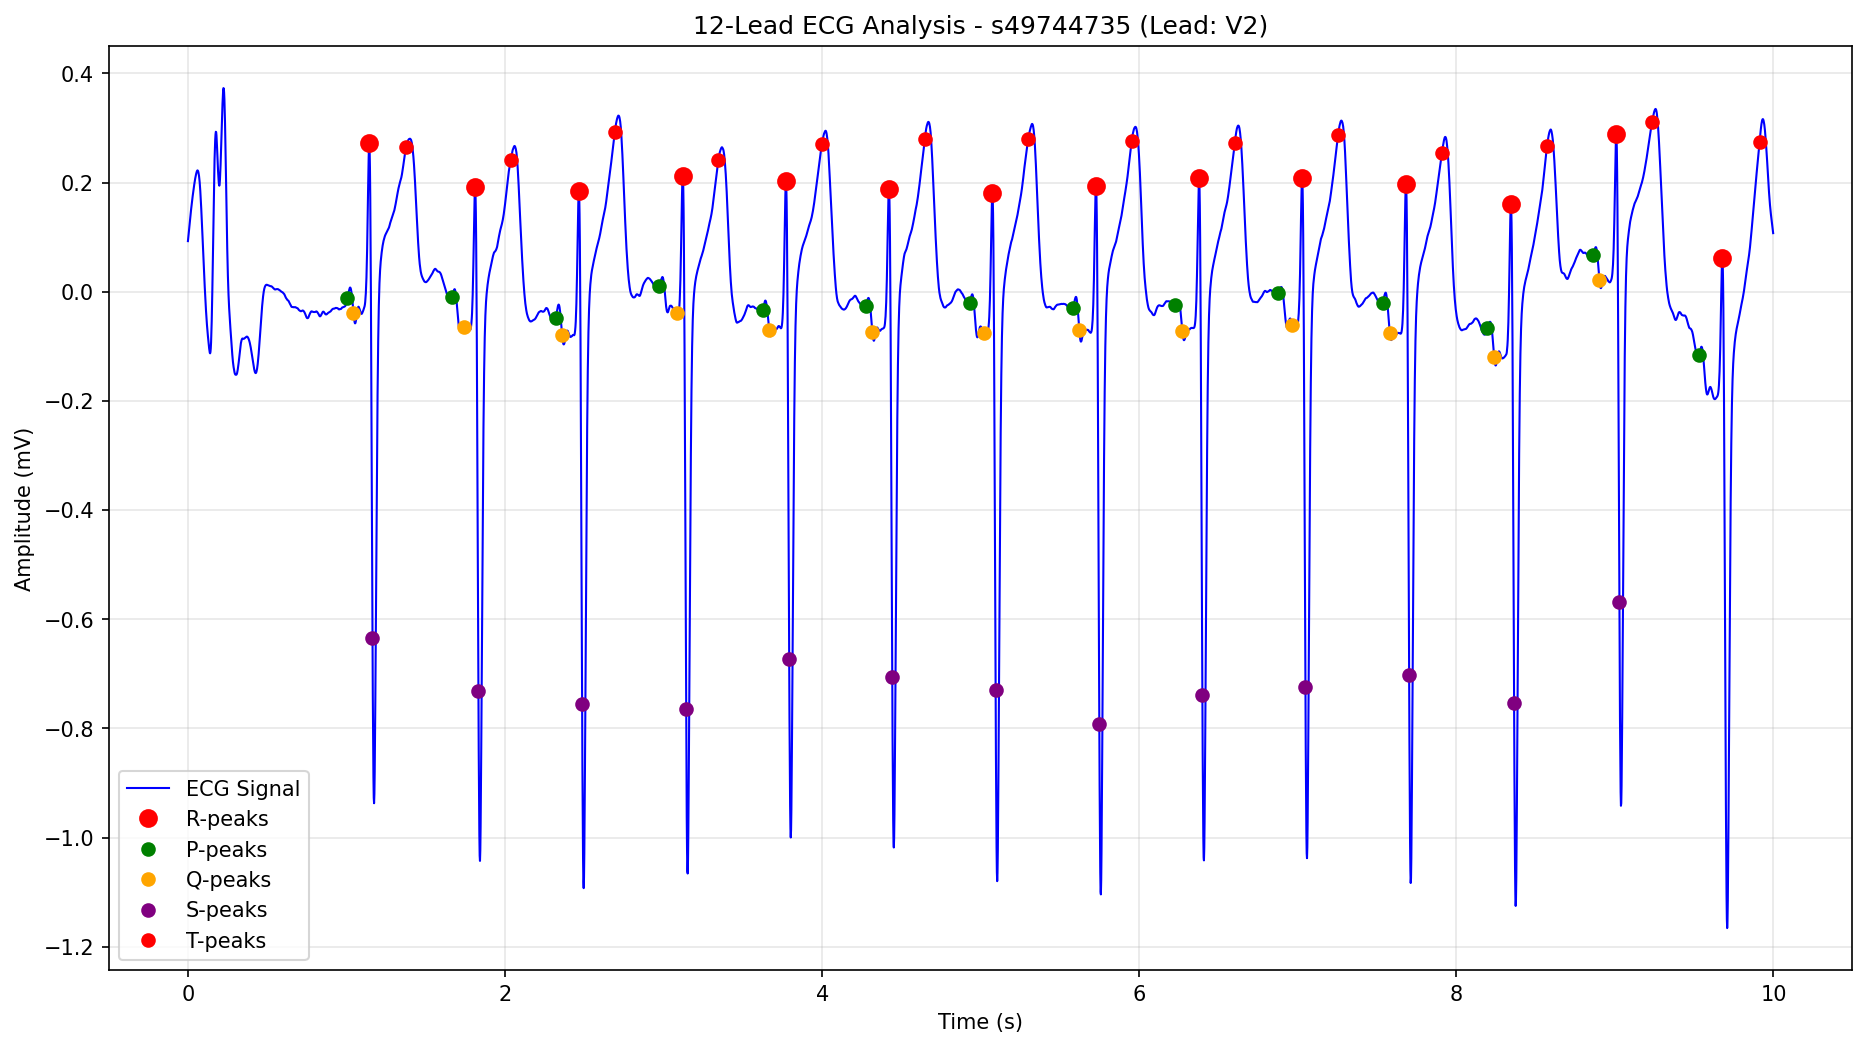 12-Lead ECG Analysis - s49744735 (Lead: V2)
Amplitude (mV)
0.4
0.2
0.0
−0.2
−0.4
−0.6
−0.8
−1.0
−1.2
ECG Signal
R-peaks
P-peaks
Q-peaks
S-peaks
T-peaks
0 2 4 6 8 10
Time (s)